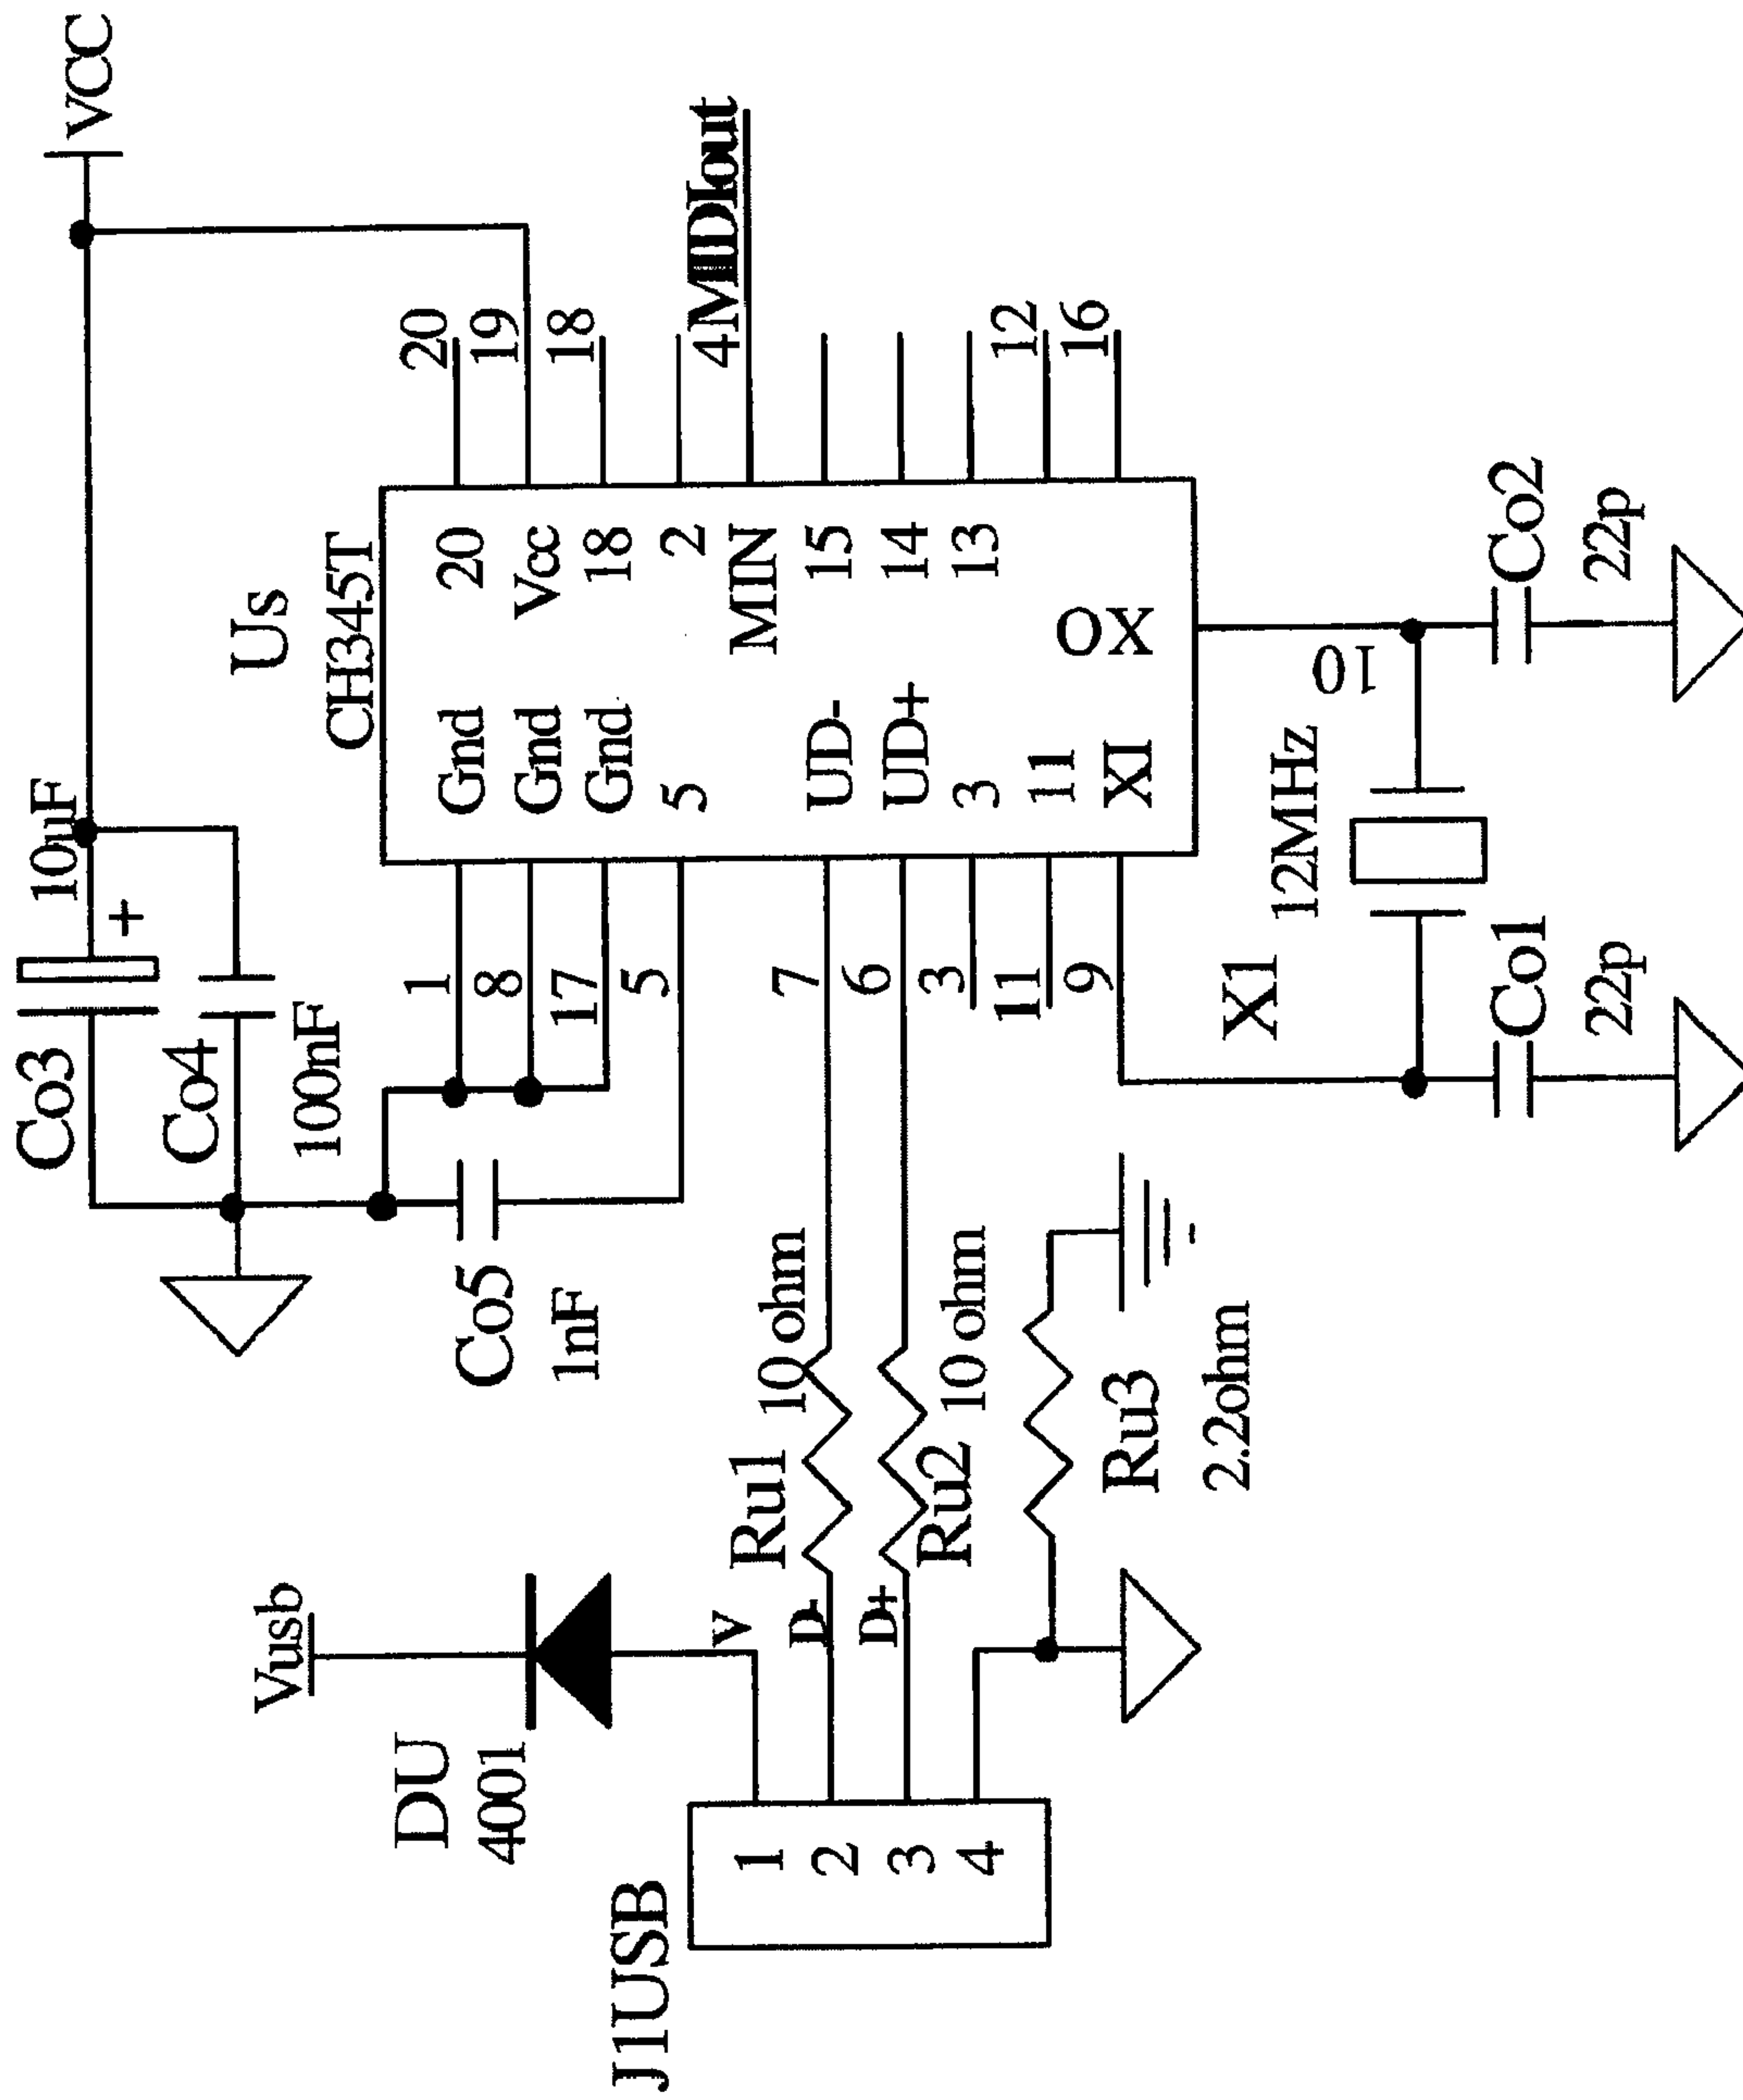 VCC
10uF
+
Co3
Co4
100nF
Us
CH345T
Gnd
Gnd
Gnd
5
UD-
UD+
3
11
XI
20
Vcc
18
2
MIN
15
14
13
XO
20
19
18
4
MIDIout
12
16
1
8
17
5
7
6
3
11
9
10
Co5
1nF
Vusb
DU
4001
V
D-
D+
Ru1
10 ohm
Ru2
10 ohm
Ru3
2.2ohm
J1USB
1
2
3
4
X1
12MHz
Co1
22p
Co2
22p